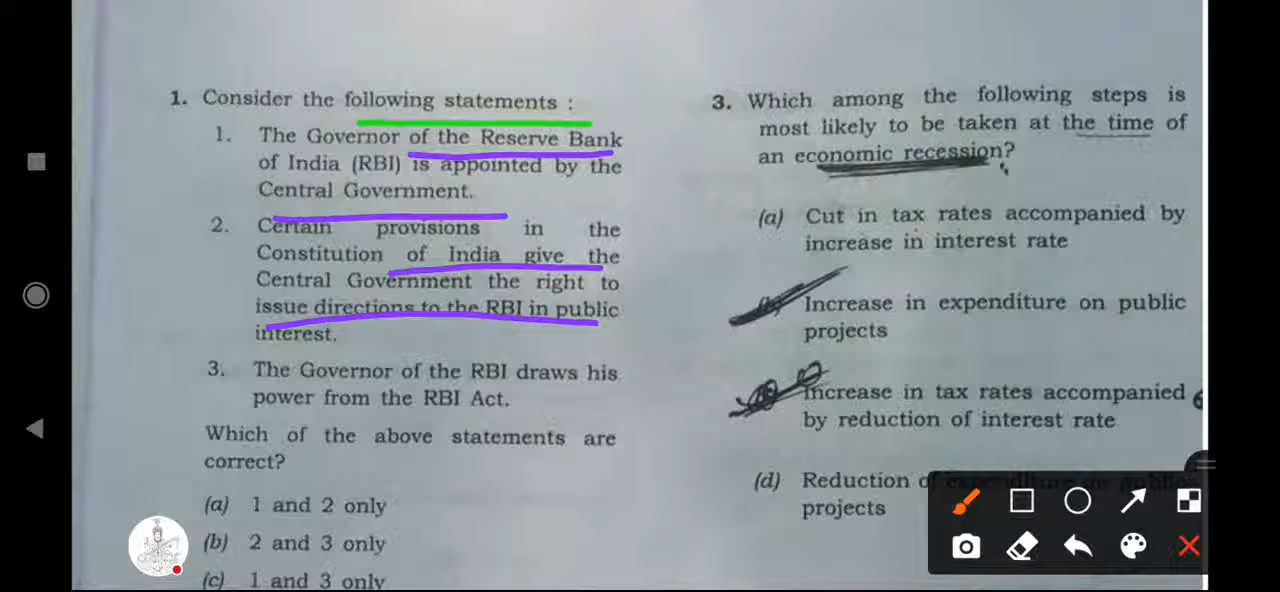 1. Consider the following statements :
1. The Governor of the Reserve Bank
of India (RBI) is appointed by the
Central Government.
2. Certain provisions in the
Constitution of India give the
Central Government the right to
issue directions to the RBI in public
interest.
3. The Governor of the RBI draws his
power from the RBI Act.
Which of the above statements are
correct?
(a) 1 and 2 only
(b) 2 and 3 only
(c) 1 and 3 only
3. Which among the following steps is
most likely to be taken at the time of
an economic recession?
(a) Cut in tax rates accompanied by
increase in interest rate
Increase in expenditure on public
projects
Increase in tax rates accompanied
by reduction of interest rate
(d) Reduction of expenditure on public
projects